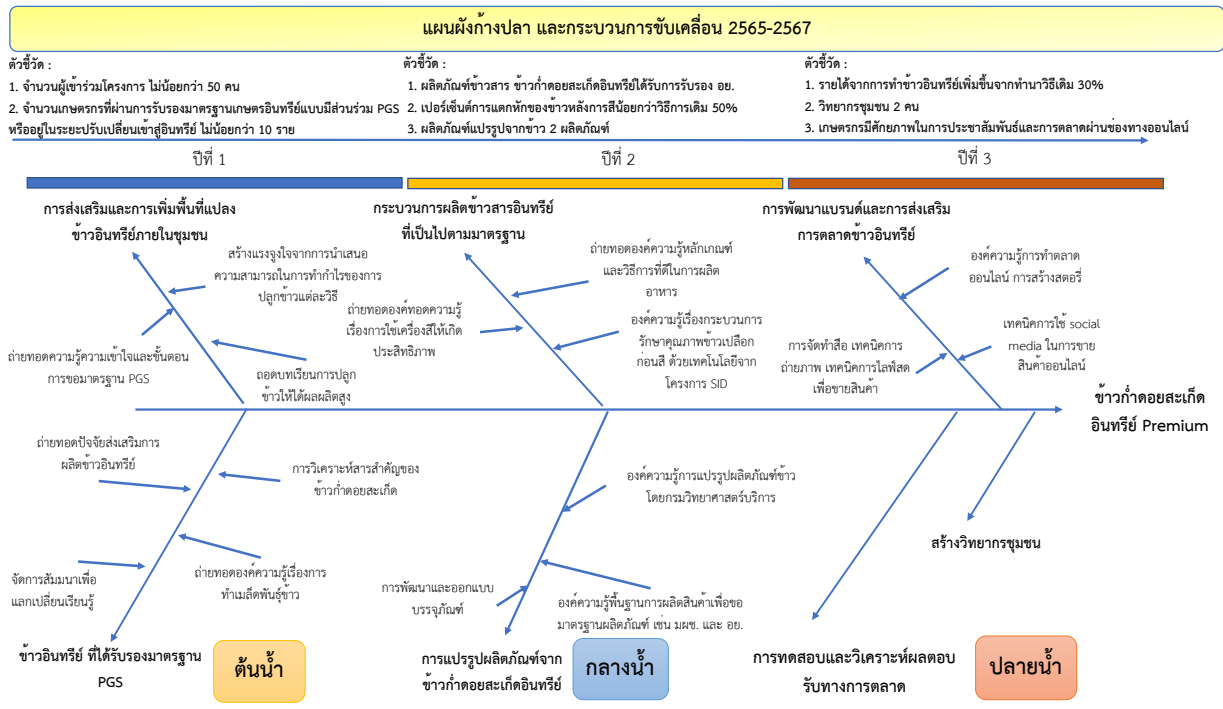 แผนผังก้างปลา และกระบวนการขับเคลื่อน 2565-2567
ตัวชี้วัด :
1. จำนวนผู้เข้าร่วมโครงการ ไม่น้อยกว่า 50 คน
2. จำนวนเกษตรกรที่ผ่านการรับรองมาตรฐานเกษตรอินทรีย์แบบมีส่วนร่วม PGS
หรืออยู่ในระยะปรับเปลี่ยนเข้าสู่อินทรีย์ ไม่น้อยกว่า 10 ราย
ตัวชี้วัด :
1. ผลิตภัณฑ์ข้าวสาร ข้าวก่ำดอยสะเก็ดอินทรีย์ได้รับการรับรอง อย.
2. เปอร์เซ็นต์การแตกหักของข้าวหลังการสีน้อยกว่าวิธีการเดิม 50%
3. ผลิตภัณฑ์แปรรูปจากข้าว 2 ผลิตภัณฑ์
ตัวชี้วัด :
1. รายได้จากการทำข้าวอินทรีย์เพิ่มขึ้นจากทำนาวิธีเดิม 30%
2. วิทยากรชุมชน 2 คน
3. เกษตรกรมีศักยภาพในการประชาสัมพันธ์และการตลาดผ่านช่องทางออนไลน์
ปีที่ 1
ปีที่ 2
ปีที่ 3
การส่งเสริมและการเพิ่มพื้นที่แปลง
ข้าวอินทรีย์ภายในชุมชน
สร้างแรงจูงใจจากการนำเสนอ
ความสามารถในการทำกำไรของการ
ปลูกข้าวแต่ละวิธี
ถ่ายทอดความรู้ความเข้าใจและขั้นตอน
การขอมาตรฐาน PGS
ถอดบทเรียนการปลูก
ข้าวให้ได้ผลผลิตสูง
กระบวนการผลิตข้าวสารอินทรีย์
ที่เป็นไปตามมาตรฐาน
ถ่ายทอดองค์ความรู้หลักเกณฑ์
และวิธีการที่ดีในการผลิต
อาหาร
ถ่ายทอดองค์ทอดความรู้
เรื่องการใช้เครื่องสีให้เกิด
ประสิทธิภาพ
องค์ความรู้เรื่องกระบวนการ
รักษาคุณภาพข้าวเปลือก
ก่อนสี ด้วยเทคโนโลยีจาก
โครงการ SID
การพัฒนาแบรนด์และการส่งเสริม
การตลาดข้าวอินทรีย์
องค์ความรู้การทำตลาด
ออนไลน์ การสร้างสตอรี่
เทคนิคการใช้ social
media ในการขาย
สินค้าออนไลน์
การจัดทำสื่อ เทคนิคการ
ถ่ายภาพ เทคนิคการไลฟ์สด
เพื่อขายสินค้า
ข้าวก่ำดอยสะเก็ด
อินทรีย์ Premium
ถ่ายทอดปัจจัยส่งเสริมการ
ผลิตข้าวอินทรีย์
การวิเคราะห์สารสำคัญของ
ข้าวก่ำดอยสะเก็ด
จัดการสัมมนาเพื่อ
แลกเปลี่ยนเรียนรู้
ถ่ายทอดองค์ความรู้เรื่องการ
ทำเมล็ดพันธุ์ข้าว
ข้าวอินทรีย์ ที่ได้รับรองมาตรฐาน
PGS
ต้นน้ำ
องค์ความรู้การแปรรูปผลิตภัณฑ์ข้าว
โดยกรมวิทยาศาสตร์บริการ
การพัฒนาและออกแบบ
บรรจุภัณฑ์
องค์ความรู้พื้นฐานการผลิตสินค้าเพื่อขอ
มาตรฐานผลิตภัณฑ์ เช่น มผช. และ อย.
การแปรรูปผลิตภัณฑ์จาก
ข้าวก่ำดอยสะเก็ดอินทรีย์
กลางน้ำ
สร้างวิทยากรชุมชน
การทดสอบและวิเคราะห์ผลตอบ
รับทางการตลาด
ปลายน้ำ